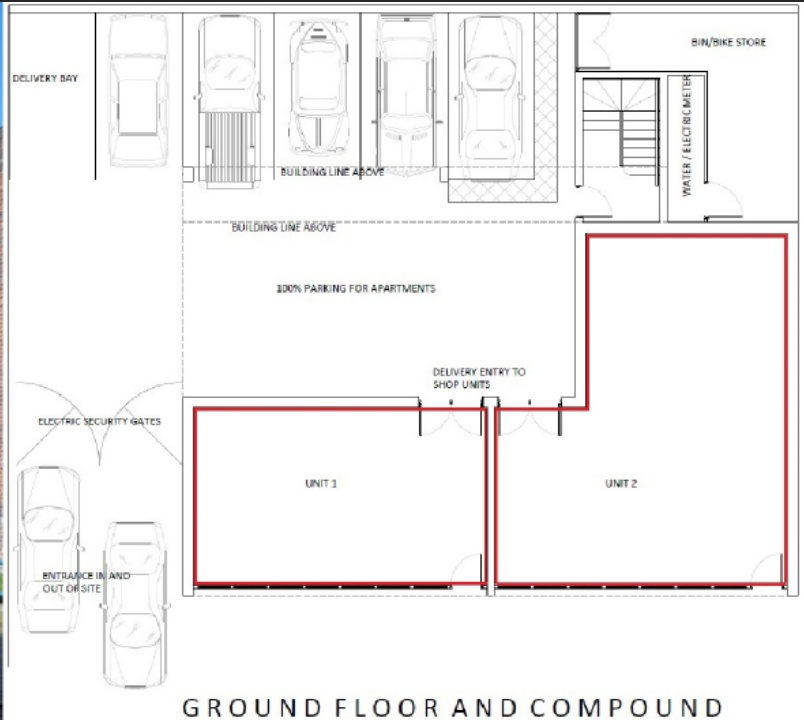 BIN/BIKE STORE
DELIVERY BAY
WATER / ELECTRIC METER
BUILDING LINE ABOVE
BUILDING LINE ABOVE
100% PARKING FOR APARTMENTS
DELIVERY ENTRY TO
SHOP UNITS
ELECTRIC SECURITY GATES
UNIT 1
UNIT 2
ENTRANCE IN AND
OUT OF SITE
GROUND FLOOR AND COMPOUND